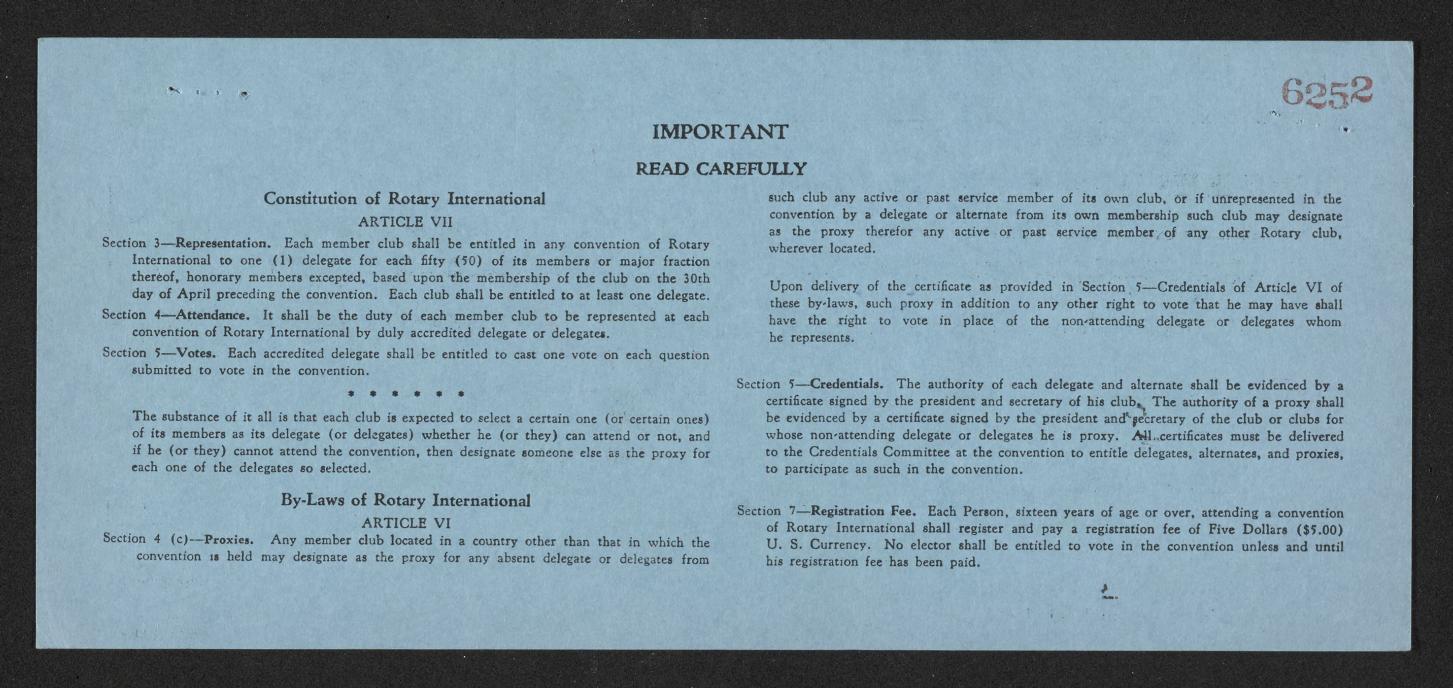 6252
IMPORTANT
READ CAREFULLY
Constitution of Rotary International
ARTICLE VII
Section 3—Representation. Each member club shall be entitled in any convention of Rotary
International to one (1) delegate for each fifty (50) of its members or major fraction
thereof, honorary members excepted, based upon the membership of the club on the 30th
day of April preceding the convention. Each club shall be entitled to at least one delegate.
Section 4—Attendance. It shall be the duty of each member club to be represented at each
convention of Rotary International by duly accredited delegate or delegates.
Section 5—Votes. Each accredited delegate shall be entitled to cast one vote on each question
submitted to vote in the convention.
* * * * * *
The substance of it all is that each club is expected to select a certain one (or certain ones)
of its members as its delegate (or delegates) whether he (or they) can attend or not, and
if he (or they) cannot attend the convention, then designate someone else as the proxy for
each one of the delegates so selected.
By-Laws of Rotary International
ARTICLE VI
Section 4 (c)—Proxies. Any member club located in a country other than that in which the
convention is held may designate as the proxy for any absent delegate or delegates from
such club any active or past service member of its own club, or if unrepresented in the
convention by a delegate or alternate from its own membership such club may designate
as the proxy therefor any active or past service member of any other Rotary club,
wherever located.
Upon delivery of the certificate as provided in Section 5—Credentials of Article VI of
these by-laws, such proxy in addition to any other right to vote that he may have shall
have the right to vote in place of the non-attending delegate or delegates whom
he represents.
Section 5—Credentials. The authority of each delegate and alternate shall be evidenced by a
certificate signed by the president and secretary of his club. The authority of a proxy shall
be evidenced by a certificate signed by the president and secretary of the club or clubs for
whose non-attending delegate or delegates he is proxy. All certificates must be delivered
to the Credentials Committee at the convention to entitle delegates, alternates, and proxies,
to participate as such in the convention.
Section 7—Registration Fee. Each Person, sixteen years of age or over, attending a convention
of Rotary International shall register and pay a registration fee of Five Dollars ($5.00)
U. S. Currency. No elector shall be entitled to vote in the convention unless and until
his registration fee has been paid.